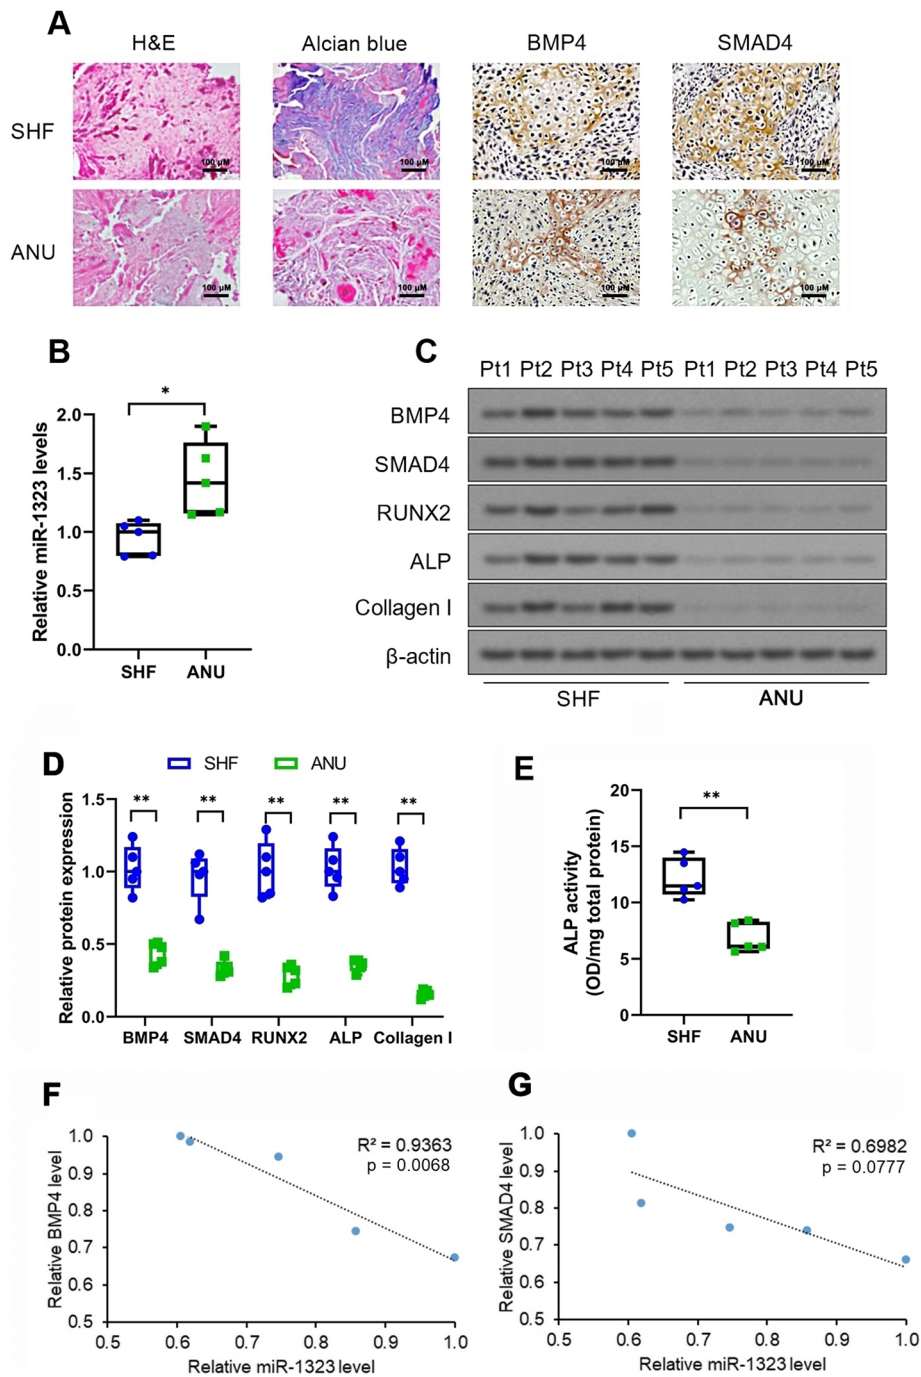 A
H&E
Alcian blue
BMP4
SMAD4
SHF
100 μM
100 μM
100 μM
100 μM
ANU
100 μM
100 μM
100 μM
100 μM
B
*
Relative miR-1323 levels
2.0
1.5
1.0
0.5
0.0
SHF
ANU
C
Pt1 Pt2 Pt3 Pt4 Pt5 Pt1 Pt2 Pt3 Pt4 Pt5
BMP4
SMAD4
RUNX2
ALP
Collagen I
β-actin
SHF
ANU
D
SHF
ANU
Relative protein expression
1.5
1.0
0.5
0.0
** ** ** ** **
BMP4 SMAD4 RUNX2 ALP Collagen I
E
ALP activity
(OD/mg total protein)
20
15
10
5
0
**
SHF
ANU
F
Relative BMP4 level
1.0
0.9
0.8
0.7
0.6
0.5
R² = 0.9363
p = 0.0068
0.5 0.6 0.7 0.8 0.9 1.0
Relative miR-1323 level
G
Relative SMAD4 level
1.0
0.9
0.8
0.7
0.6
0.5
R² = 0.6982
p = 0.0777
0.5 0.6 0.7 0.8 0.9 1.0
Relative miR-1323 level